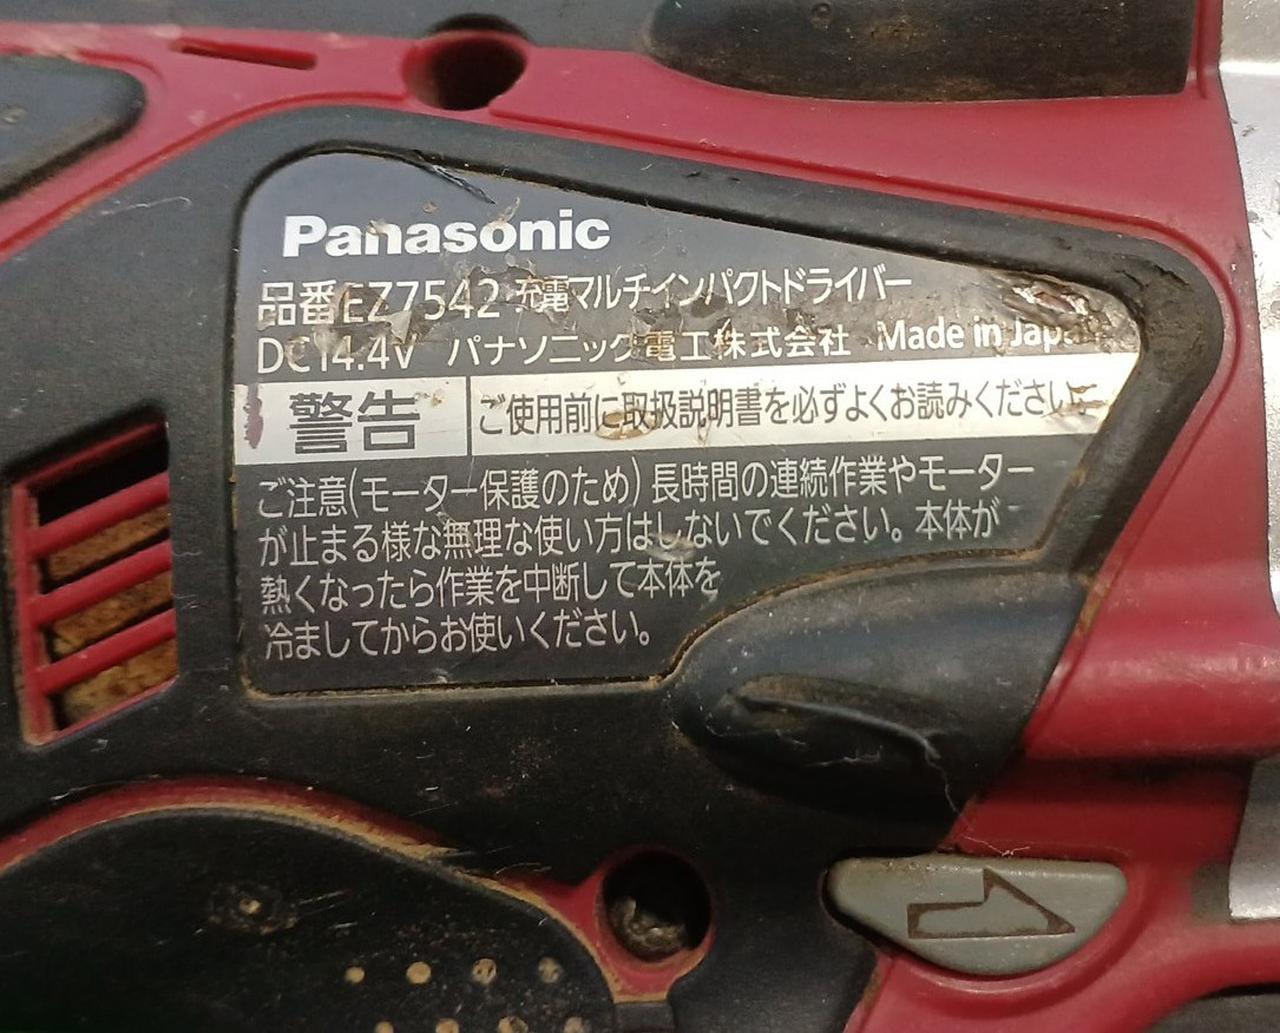 Panasonic
品番EZ7542 充電マルチインパクトドライバー
DC14.4V パナソニック電工株式会社 Made in Japan
警告 ご使用前に取扱説明書を必ずよくお読みください
ご注意(モーター保護のため)長時間の連続作業やモーター
が止まる様な無理な使い方はしないでください。本体が
熱くなったら作業を中断して本体を
冷ましてからお使いください。